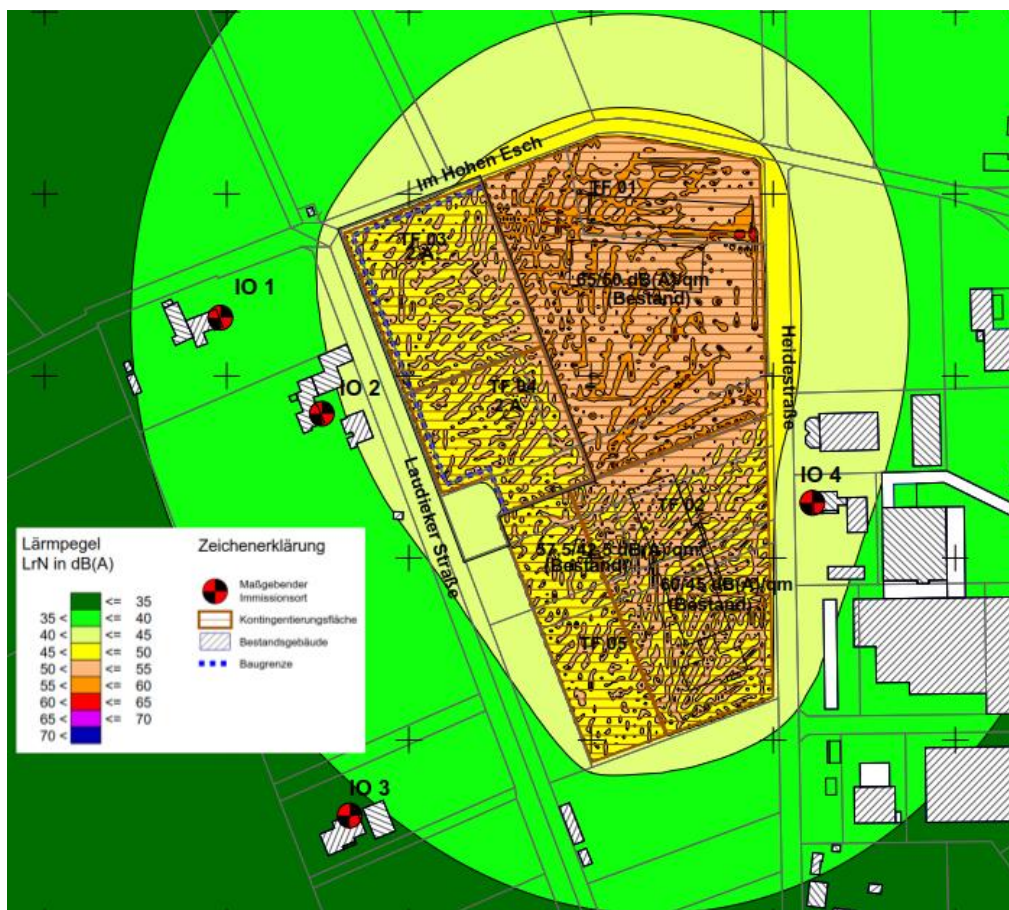 Im Hohen Esch
TF 01
TF 03
Z.A.
65/60 dB(A)/qm
(Bestand)
IO 1
Heidestraße
TF 04
Z.A.
IO 2
IO 4
Laudieker Straße
TF 02
57,5/42,5 dB(A)/qm
(Bestand)
60/45 dB(A)/qm
(Bestand)
TF 05
IO 3
Lärmpegel
LrN in dB(A)
<= 35
35 < <= 40
40 < <= 45
45 < <= 50
50 < <= 55
55 < <= 60
60 < <= 65
65 < <= 70
70 <
Zeichenerklärung
Maßgebender
Immissionsort
Kontingentierungsfläche
Bestandsgebäude
Baugrenze